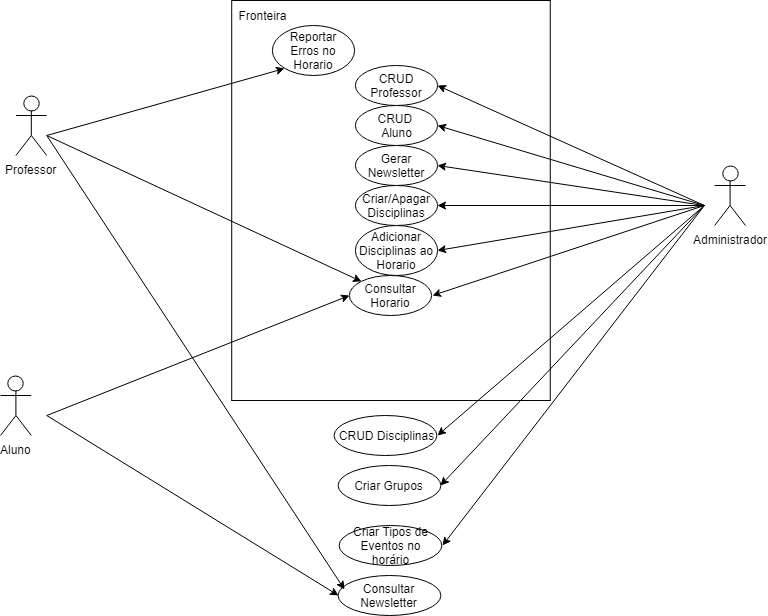 Fronteira
Reportar
Erros no
Horario
CRUD
Professor
CRUD
Aluno
Gerar
Newsletter
Criar/Apagar
Disciplinas
Adicionar
Disciplinas ao
Horario
Consultar
Horario
Professor
Administrador
Aluno
CRUD Disciplinas
Criar Grupos
Criar Tipos de
Eventos no
horário
Consultar
Newsletter